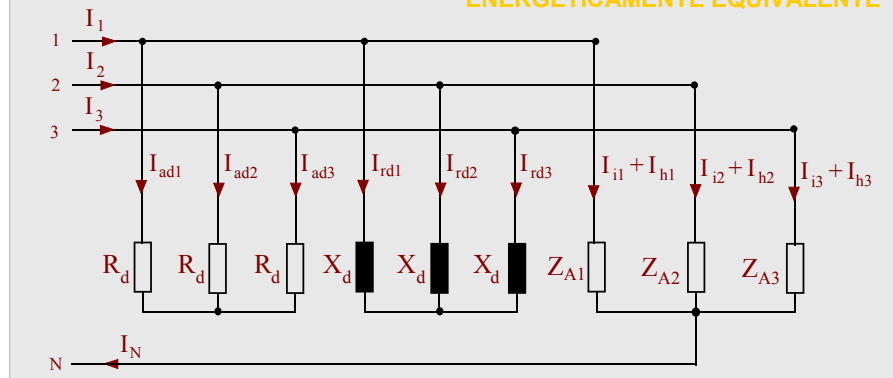 ENERGÉTICAMENTE EQUIVALENTE
1 I1
2 I2
3 I3
Iad1 Iad2 Iad3 Ird1 Ird2 Ird3 Ii1 + Ih1 Ii2 + Ih2 Ii3 + Ih3
Rd Rd Rd Xd Xd Xd ZA1 ZA2 ZA3
N IN